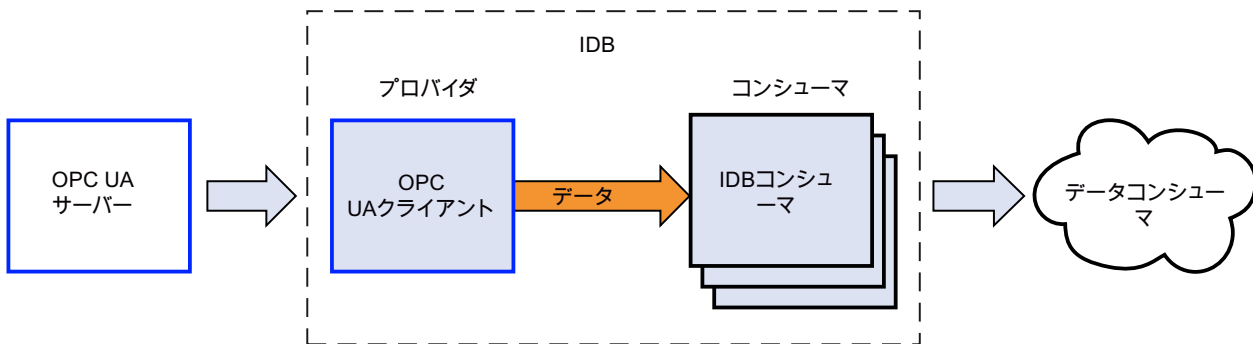 IDB
プロバイダ
コンシューマ
OPC UA
サーバー
OPC
UAクライアント
データ
IDBコンシュ
ーマ
データコンシュー
マ